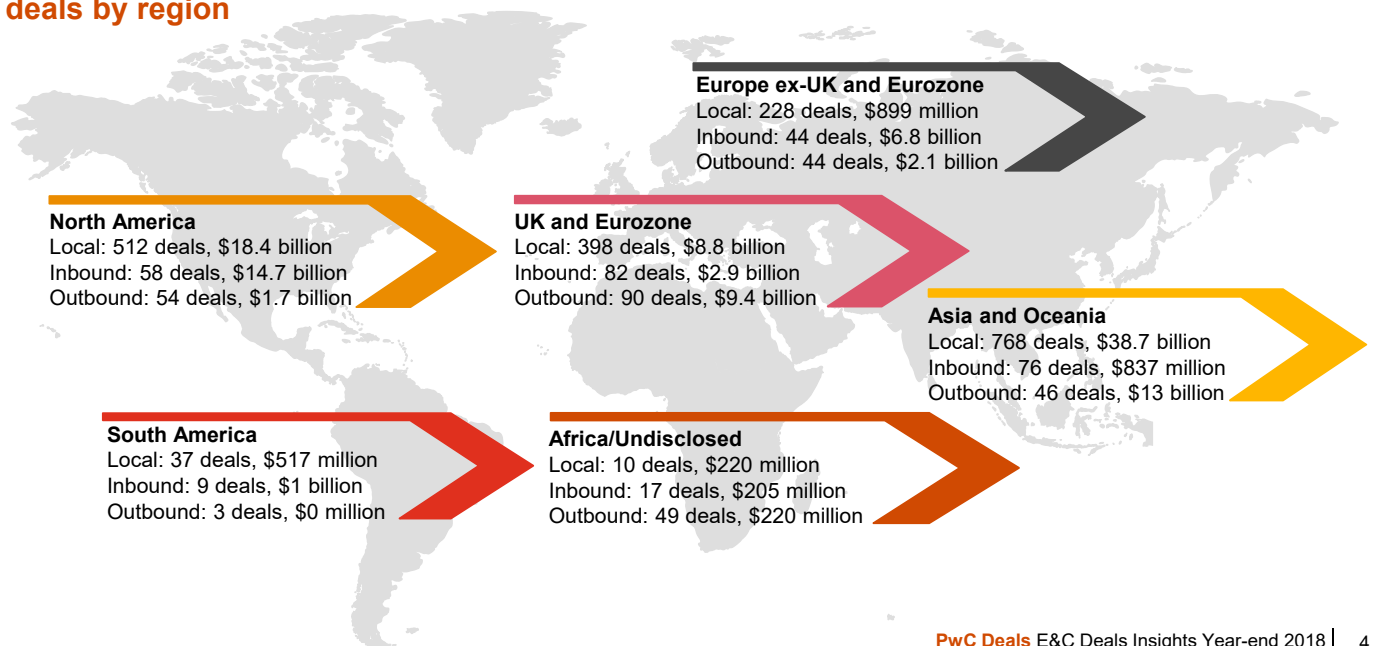 deals by region
Europe ex-UK and Eurozone
Local: 228 deals, $899 million
Inbound: 44 deals, $6.8 billion
Outbound: 44 deals, $2.1 billion
North America
Local: 512 deals, $18.4 billion
Inbound: 58 deals, $14.7 billion
Outbound: 54 deals, $1.7 billion
UK and Eurozone
Local: 398 deals, $8.8 billion
Inbound: 82 deals, $2.9 billion
Outbound: 90 deals, $9.4 billion
Asia and Oceania
Local: 768 deals, $38.7 billion
Inbound: 76 deals, $837 million
Outbound: 46 deals, $13 billion
South America
Local: 37 deals, $517 million
Inbound: 9 deals, $1 billion
Outbound: 3 deals, $0 million
Africa/Undisclosed
Local: 10 deals, $220 million
Inbound: 17 deals, $205 million
Outbound: 49 deals, $220 million
PwC Deals E&C Deals Insights Year-end 2018 | 4